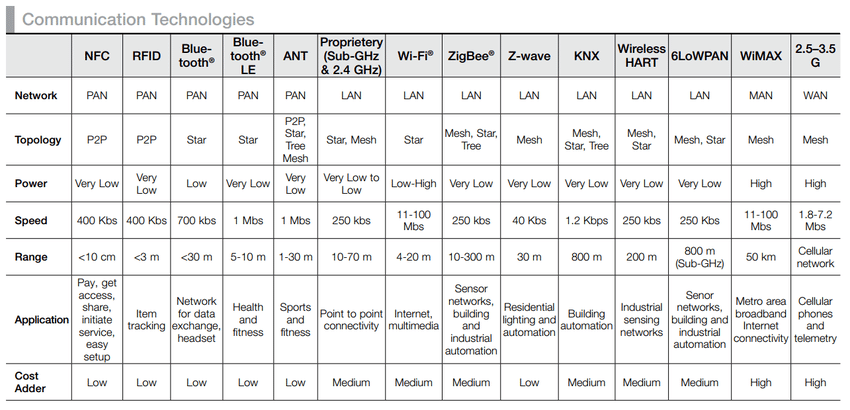 Communication Technologies
NFC RFID Blue-tooth® Blue-tooth® LE ANT Proprietery (Sub-GHz & 2.4 GHz) Wi-Fi® ZigBee® Z-wave KNX Wireless HART 6LoWPAN WiMAX 2.5–3.5 G
Network PAN PAN PAN PAN PAN LAN LAN LAN LAN LAN LAN LAN MAN WAN
Topology P2P P2P Star Star P2P, Star, Tree Mesh Star, Mesh Star Mesh, Star, Tree Mesh Mesh, Star, Tree Mesh, Star Mesh, Star Mesh Mesh
Power Very Low Very Low Low Very Low Very Low Very Low to Low Low-High Very Low Very Low Very Low Very Low Very Low High High
Speed 400 Kbs 400 Kbs 700 kbs 1 Mbs 1 Mbs 250 kbs 11-100 Mbs 250 kbs 40 Kbs 1.2 Kbps 250 kbs 250 Kbs 11-100 Mbs 1.8-7.2 Mbs
Range <10 cm <3 m <30 m 5-10 m 1-30 m 10-70 m 4-20 m 10-300 m 30 m 800 m 200 m 800 m (Sub-GHz) 50 km Cellular network
Application Pay, get access, share, initiate service, easy setup Item tracking Network for data exchange, headset Health and fitness Sports and fitness Point to point connectivity Internet, multimedia Sensor networks, building and industrial automation Residential lighting and automation Building automation Industrial sensing networks Senor networks, building and industrial automation Metro area broadband Internet connectivity Cellular phones and telemetry
Cost Adder Low Low Low Low Low Medium Medium Medium Low Medium Medium Medium High High